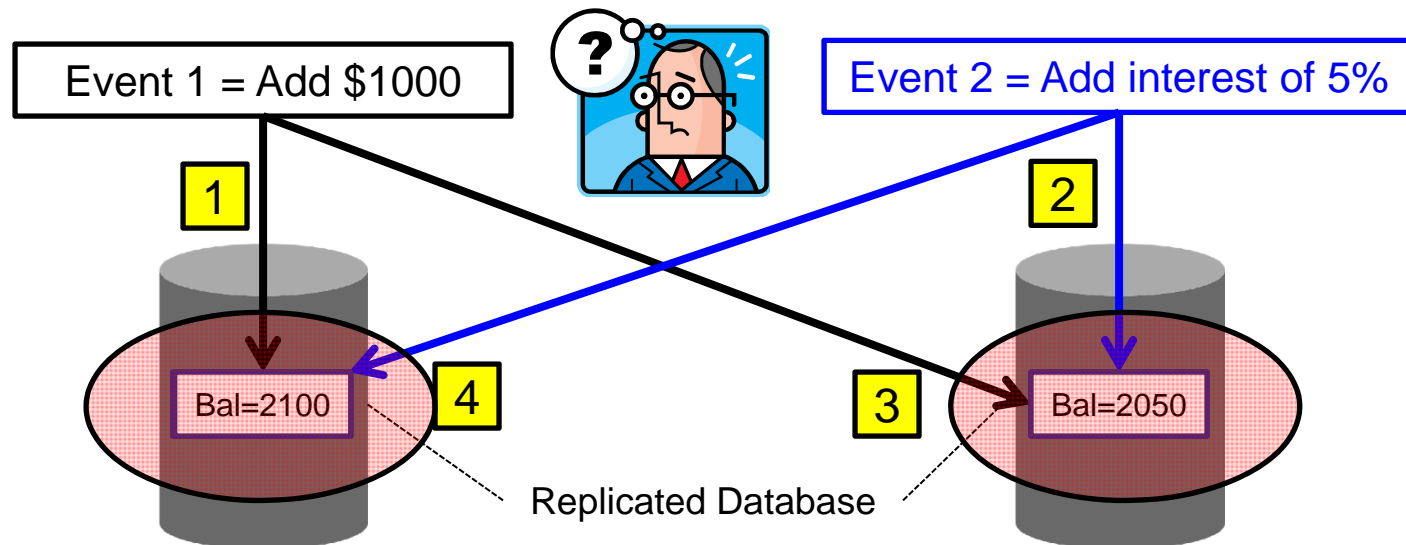 ?
Event 1 = Add $1000
Event 2 = Add interest of 5%
1
2
Bal=2100
4
3
Bal=2050
Replicated Database